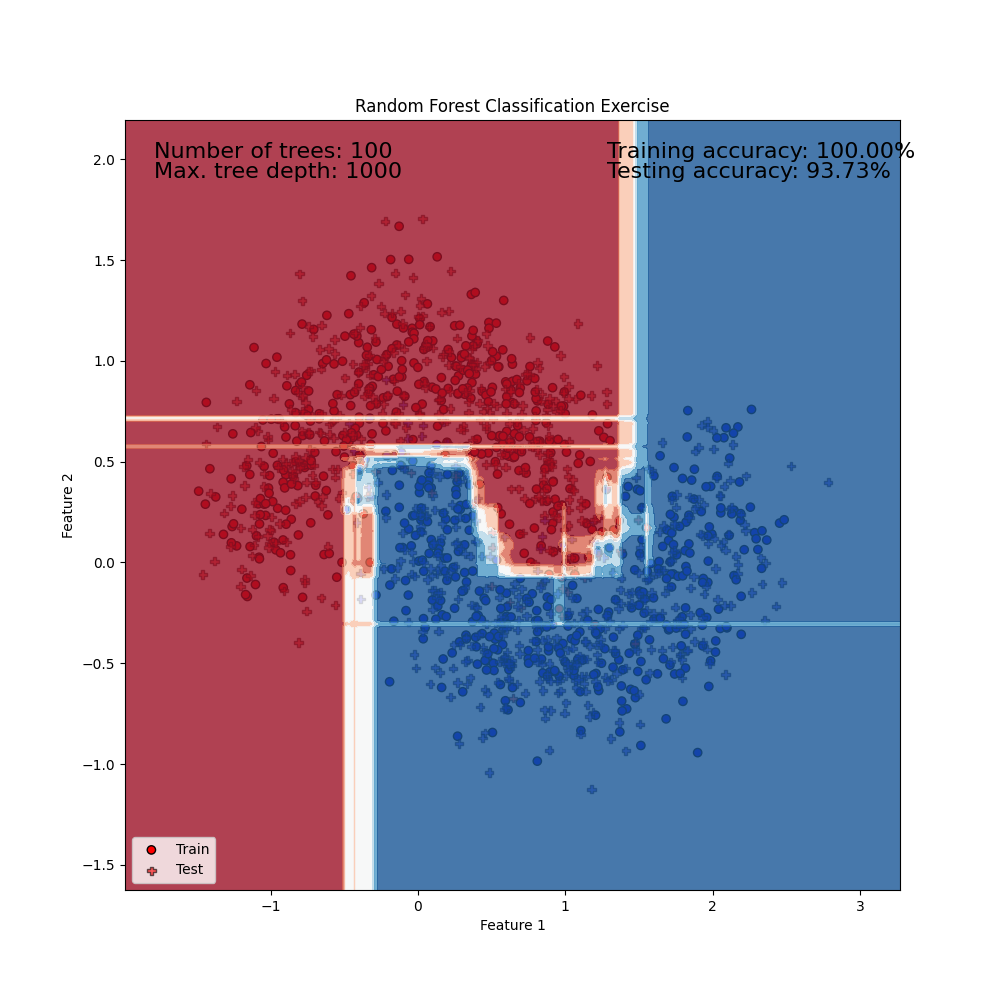 Random Forest Classification Exercise
Number of trees: 100
Max. tree depth: 1000
Training accuracy: 100.00%
Testing accuracy: 93.73%
2.0
1.5
1.0
0.5
0.0
−0.5
−1.0
−1.5
Feature 2
Train
Test
−1
0
1
2
3
Feature 1